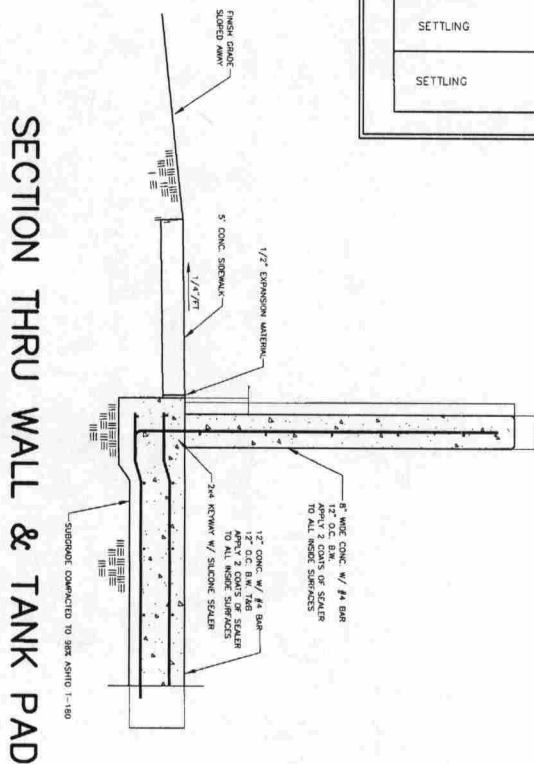 SETTLING
SETTLING
FINISH GRADE
SLOPED AWAY
5' CONC. SIDEWALK
1/4"/FT
1/2" EXPANSION MATERIAL
8" WIDE CONC. W/ #4 BAR
12" O.C. B.W.
APPLY 2 COATS OF SEALER
TO ALL INSIDE SURFACES
12" CONC. W/ #4 BAR
12" O.C. B.W. T&B
APPLY 2 COATS OF SEALER
TO ALL INSIDE SURFACES
2x4 KEYWAY W/ SILICONE SEALER
SUBGRADE COMPACTED TO 98% ASHTO T-180
SECTION THRU WALL & TANK PAD